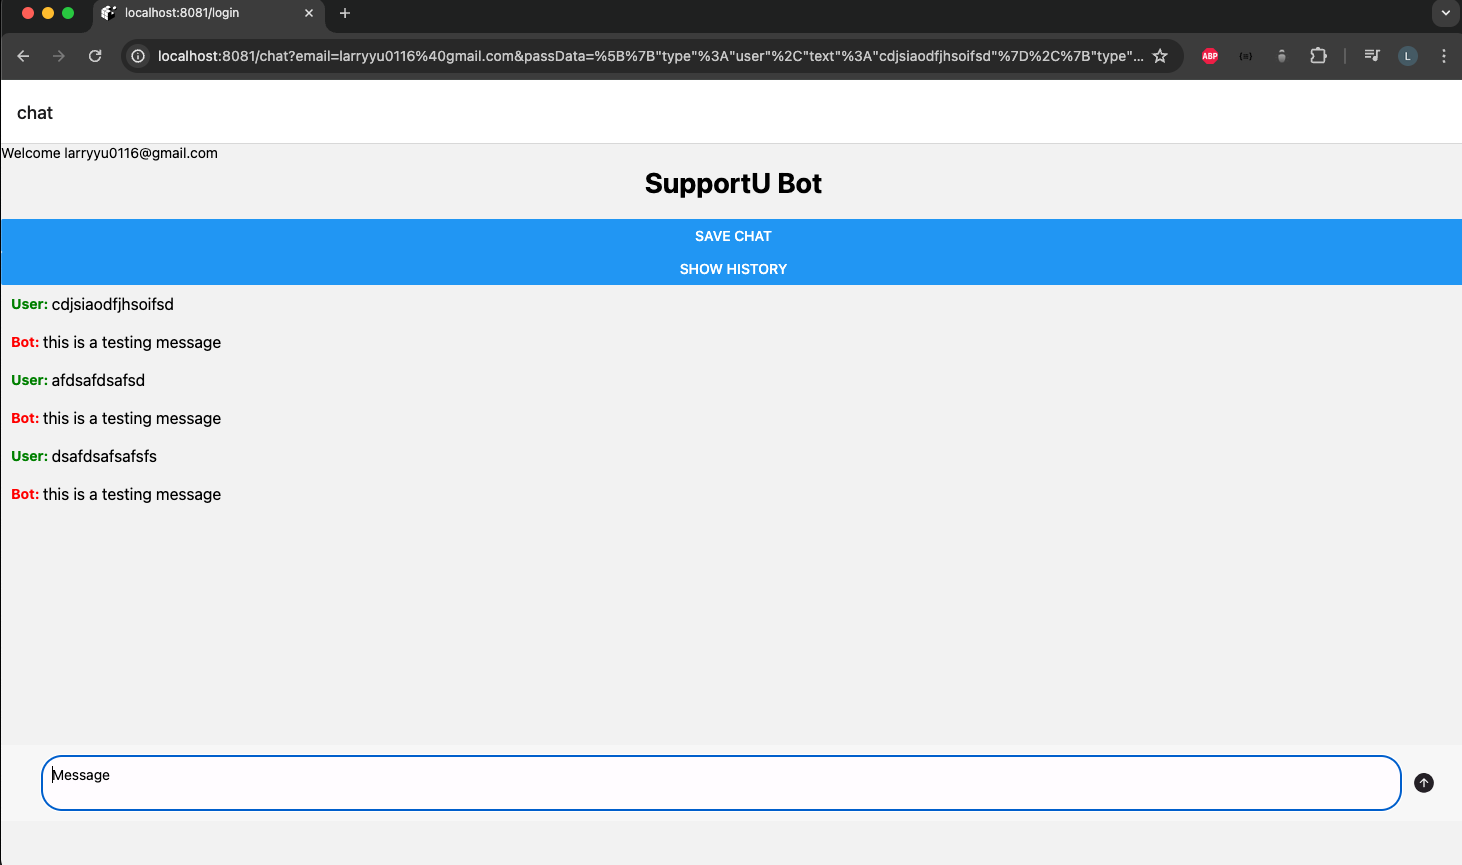 localhost:8081/login
localhost:8081/chat?email=larryyu0116%40gmail.com&passData=%5B%7B"type"%3A"user"%2C"text"%3A"cdjsiaodfjhsoifsd"%7D%2C%7B"type"...
ABP
L
chat
Welcome larryyu0116@gmail.com
SupportU Bot
SAVE CHAT
SHOW HISTORY
User: cdjsiaodfjhsoifsd
Bot: this is a testing message
User: afdsafdsafsd
Bot: this is a testing message
User: dsafdsafsafsfs
Bot: this is a testing message
Message